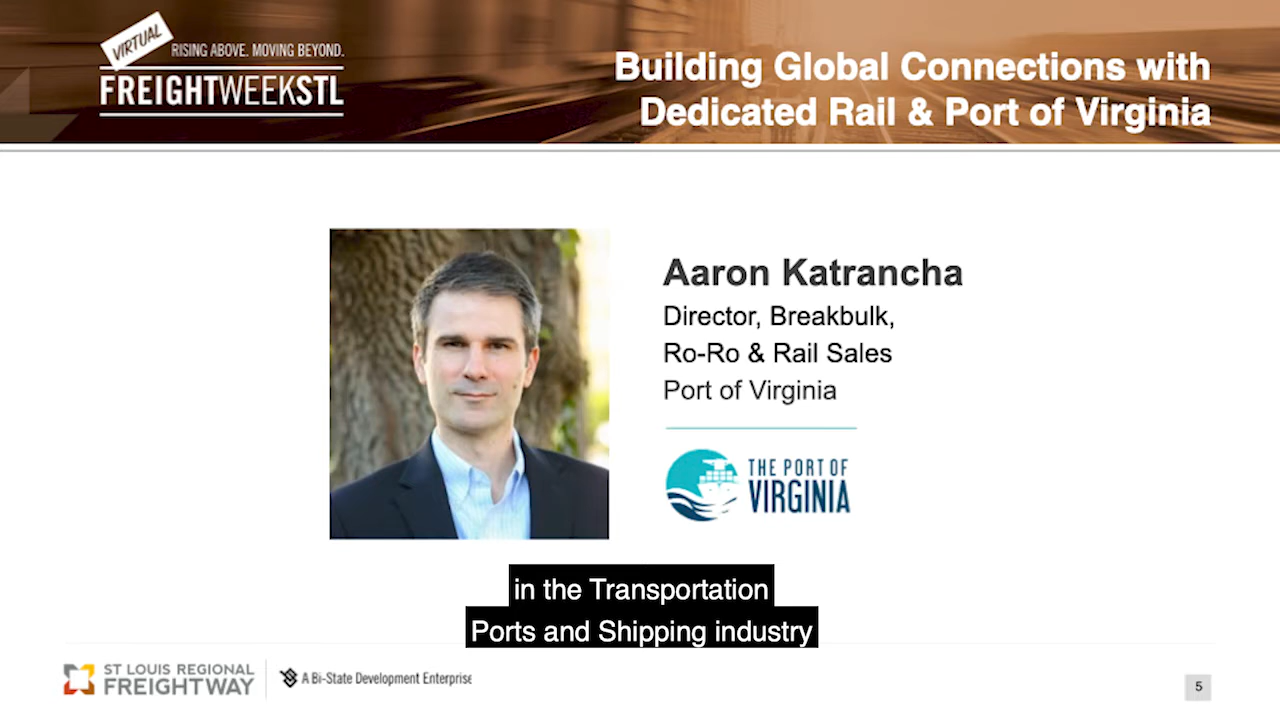 VIRTUAL
RISING ABOVE. MOVING BEYOND.
FREIGHTWEEKSTL
Building Global Connections with
Dedicated Rail & Port of Virginia
Aaron Katrancha
Director, Breakbulk,
Ro-Ro & Rail Sales
Port of Virginia
THE PORT OF
VIRGINIA
in the Transportation
Ports and Shipping industry
ST LOUIS REGIONAL
FREIGHTWAY
A Bi-State Development Enterprise
5